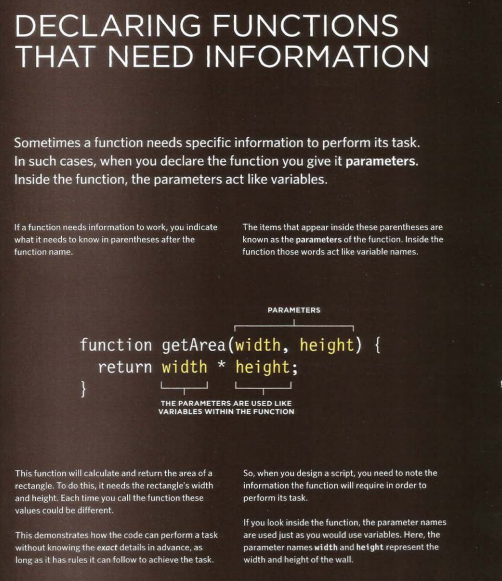 DECLARING FUNCTIONS
THAT NEED INFORMATION
Sometimes a function needs specific information to perform its task.
In such cases, when you declare the function you give it parameters.
Inside the function, the parameters act like variables.
If a function needs information to work, you indicate
what it needs to know in parentheses after the
function name.
The items that appear inside these parentheses are
known as the parameters of the function. Inside the
function those words act like variable names.
PARAMETERS
function getArea(width, height) {
return width * height;
}
THE PARAMETERS ARE USED LIKE
VARIABLES WITHIN THE FUNCTION
This function will calculate and return the area of a
rectangle. To do this, it needs the rectangle's width
and height. Each time you call the function these
values could be different.
This demonstrates how the code can perform a task
without knowing the exact details in advance, as
long as it has rules it can follow to achieve the task.
So, when you design a script, you need to note the
information the function will require in order to
perform its task.
If you look inside the function, the parameter names
are used just as you would use variables. Here, the
parameter names width and height represent the
width and height of the wall.